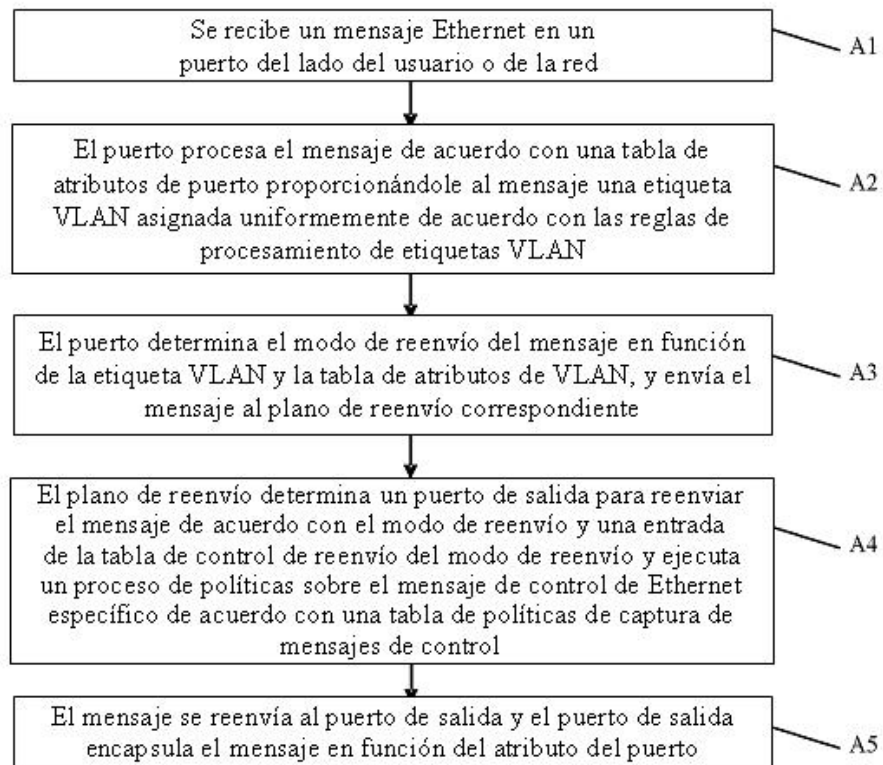 Se recibe un mensaje Ethernet en un
puerto del lado del usuario o de la red
A1
El puerto procesa el mensaje de acuerdo con una tabla de
atributos de puerto proporcionándole al mensaje una etiqueta
VLAN asignada uniformemente de acuerdo con las reglas de
procesamiento de etiquetas VLAN
A2
El puerto determina el modo de reenvío del mensaje en función
de la etiqueta VLAN y la tabla de atributos de VLAN, y envía el
mensaje al plano de reenvío correspondiente
A3
El plano de reenvío determina un puerto de salida para reenviar
el mensaje de acuerdo con el modo de reenvío y una entrada
de la tabla de control de reenvío del modo de reenvío y ejecuta
un proceso de políticas sobre el mensaje de control de Ethernet
específico de acuerdo con una tabla de políticas de captura de
mensajes de control
A4
El mensaje se reenvía al puerto de salida y el puerto de salida
encapsula el mensaje en función del atributo del puerto
A5